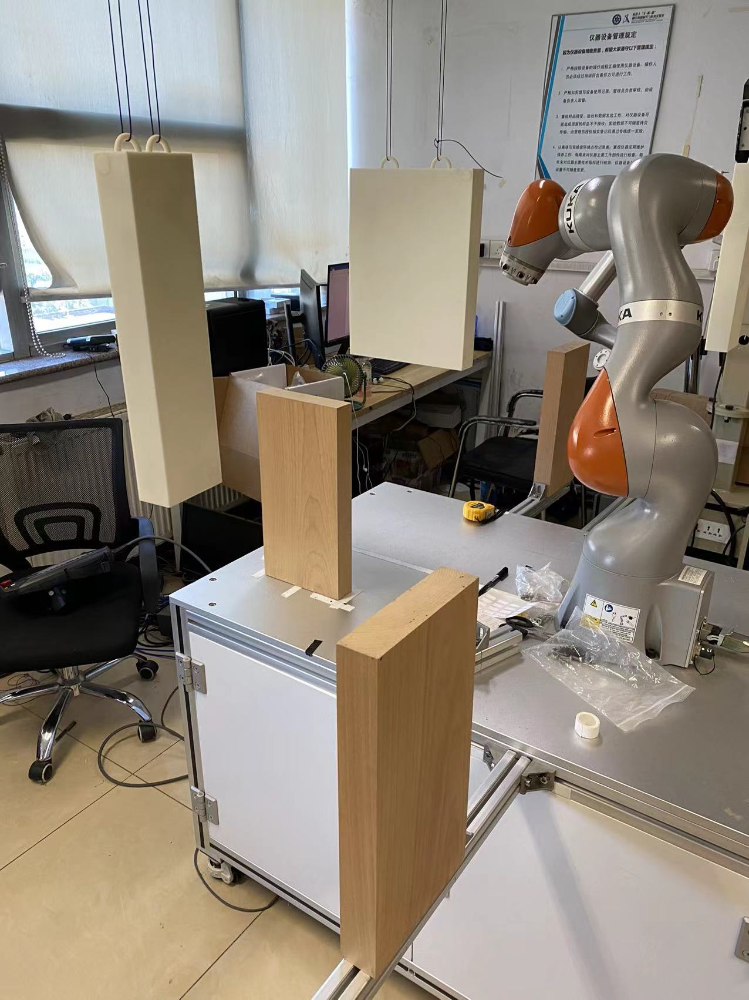 仪器设备管理规定
因为仪器设备精密贵重，希望大家遵守以下管理规定：
1. 严格按照设备的操作规程正确使用仪器设备，操作人
员必须经过培训符合条件方可进行工作；
2. 严格如实填写设备使用记录，管理员负责审核，由设
备负责人监督；
3. 重视样品接受、验收和数据发放工作，对仪器设备可
能造成损害的样品不予接收；实验数据不可随意拷贝
传输，由管理员授权核实登记后通过专线统一发放；
4. 认真填写实验室环境点检记录表，重视仪器定期维护
保养工作，每周末对仪器主要工作部件进行检查，每
年末对仪器主要技术指标进行检测；仪器设备
设置不可随意变更。
KUKA
KA
K